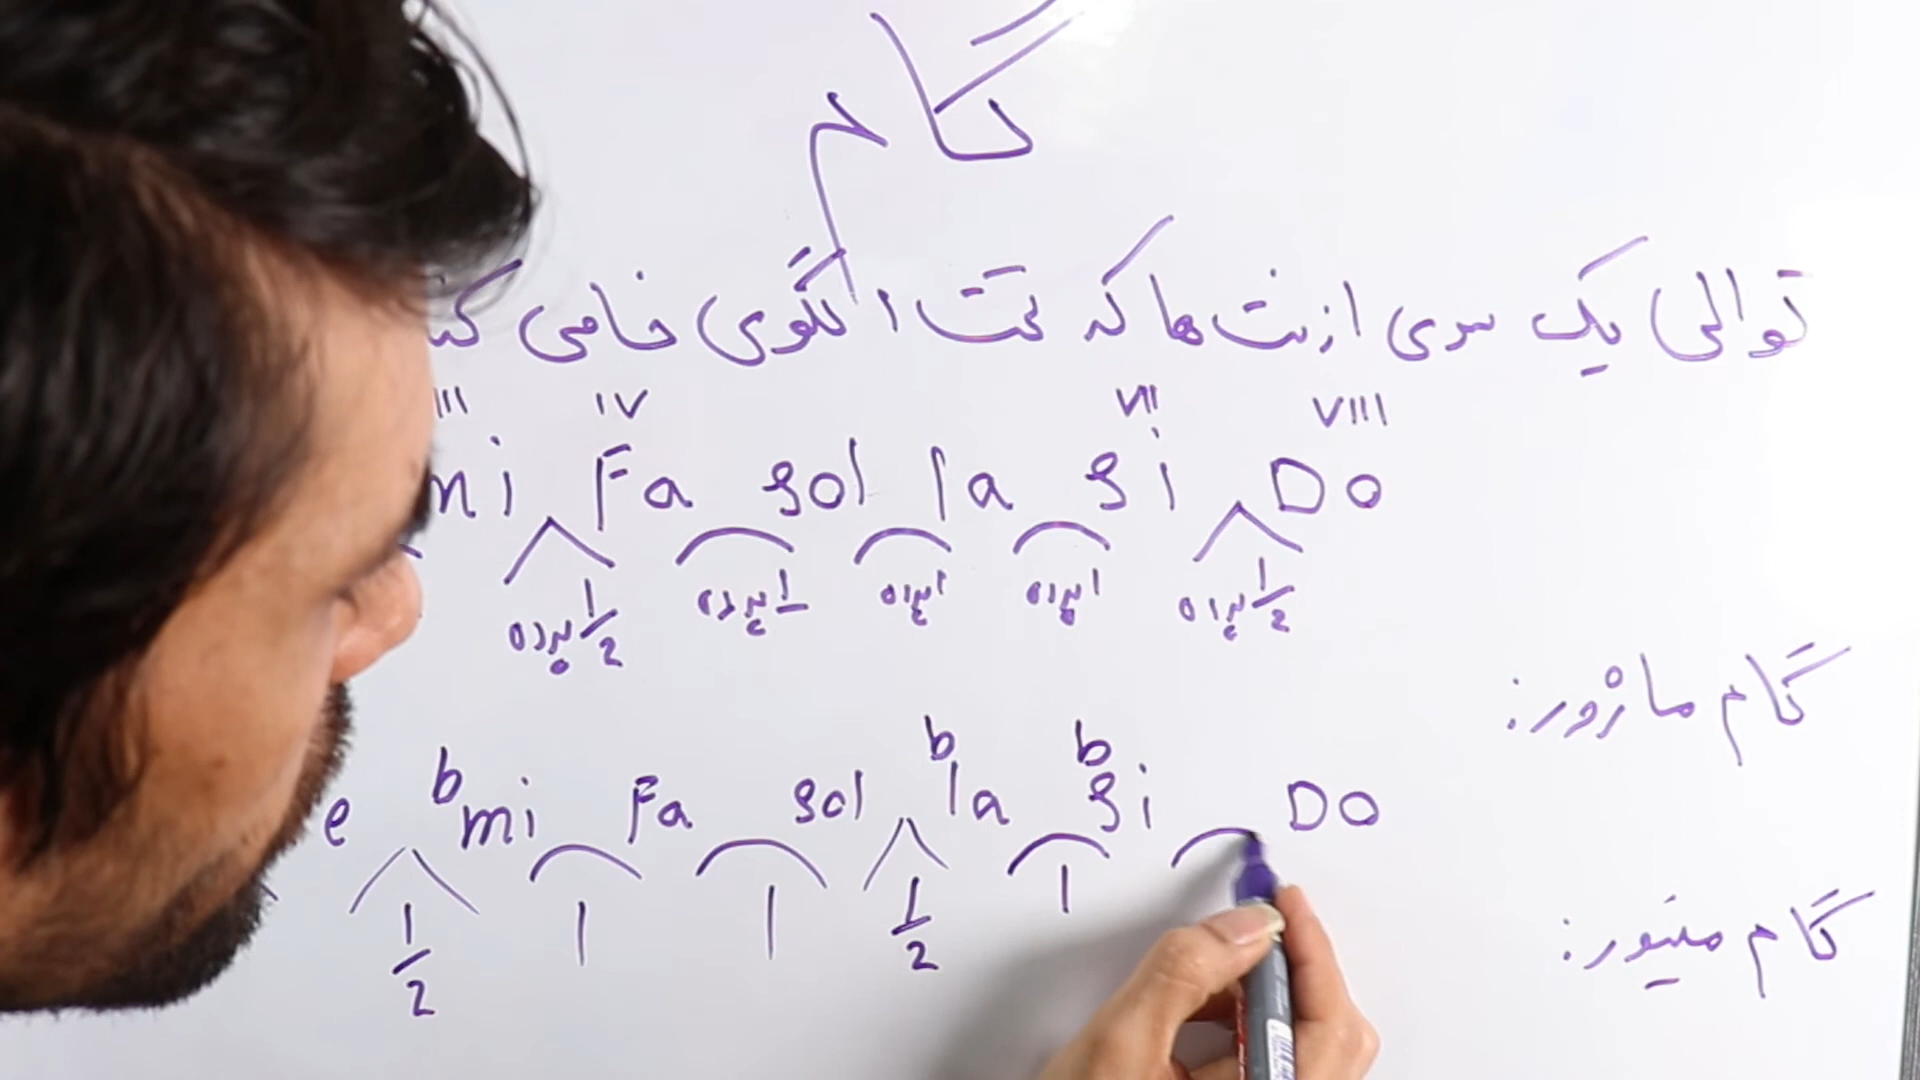 گام
توالی یک سری از نت ها که تحت الگوی خاصی
III IV VII VIII
mi Fa sol la si Do
1/2 پرده 1 پرده 1 پرده 1 پرده 1/2 پرده
گام ماژور:
e b mi Fa sol b la b si Do
1/2 1 1 1/2 1
گام مینور: